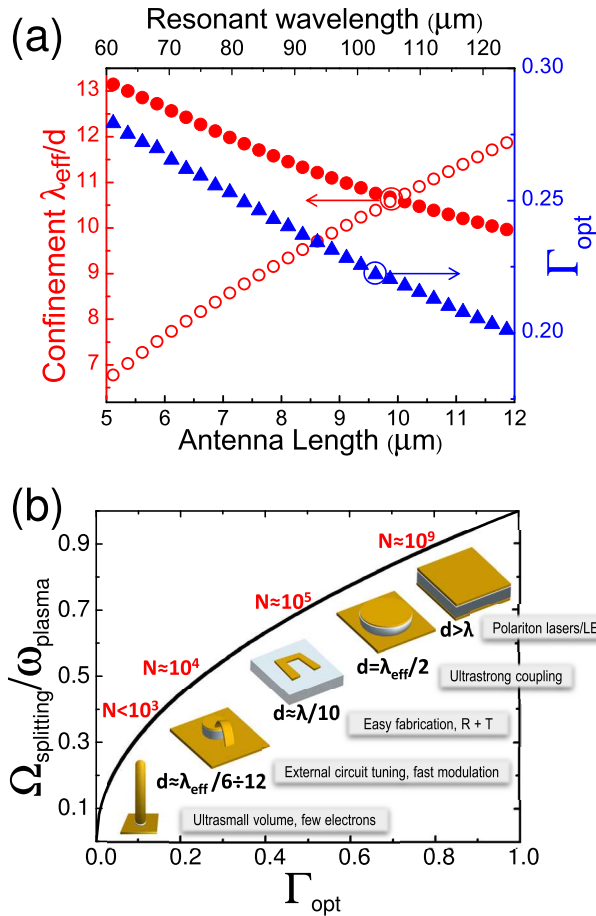 (a)
Resonant wavelength (μm)
60 70 80 90 100 110 120
13
12
11
10
9
8
7
Confinement λeff/d
0.30
0.25
0.20
Γopt
5 6 7 8 9 10 11 12
Antenna Length (μm)
(b)
Ωsplitting/ωplasma
0.9
0.7
0.5
0.3
0.1
N≈10⁹
N≈10⁵
N≈10⁴
N<10³
d>λ
Polariton lasers/LE
d=λeff/2
Ultrastrong coupling
d≈λ/10
Easy fabrication, R + T
d≈λeff/6÷12
External circuit tuning, fast modulation
Ultrasmall volume, few electrons
0.0 0.2 0.4 0.6 0.8 1.0
Γopt